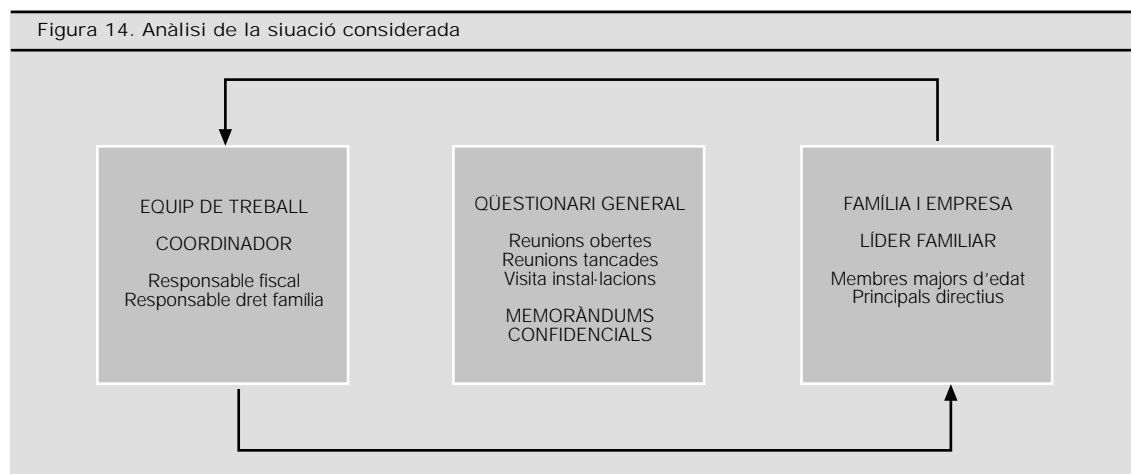 Figura 14. Anàlisi de la siuació considerada
EQUIP DE TREBALL
COORDINADOR
Responsable fiscal
Responsable dret família
QÜESTIONARI GENERAL
Reunions obertes
Reunions tancades
Visita instal·lacions
MEMORÀNDUMS
CONFIDENCIALS
FAMÍLIA I EMPRESA
LÍDER FAMILIAR
Membres majors d'edat
Principals directius